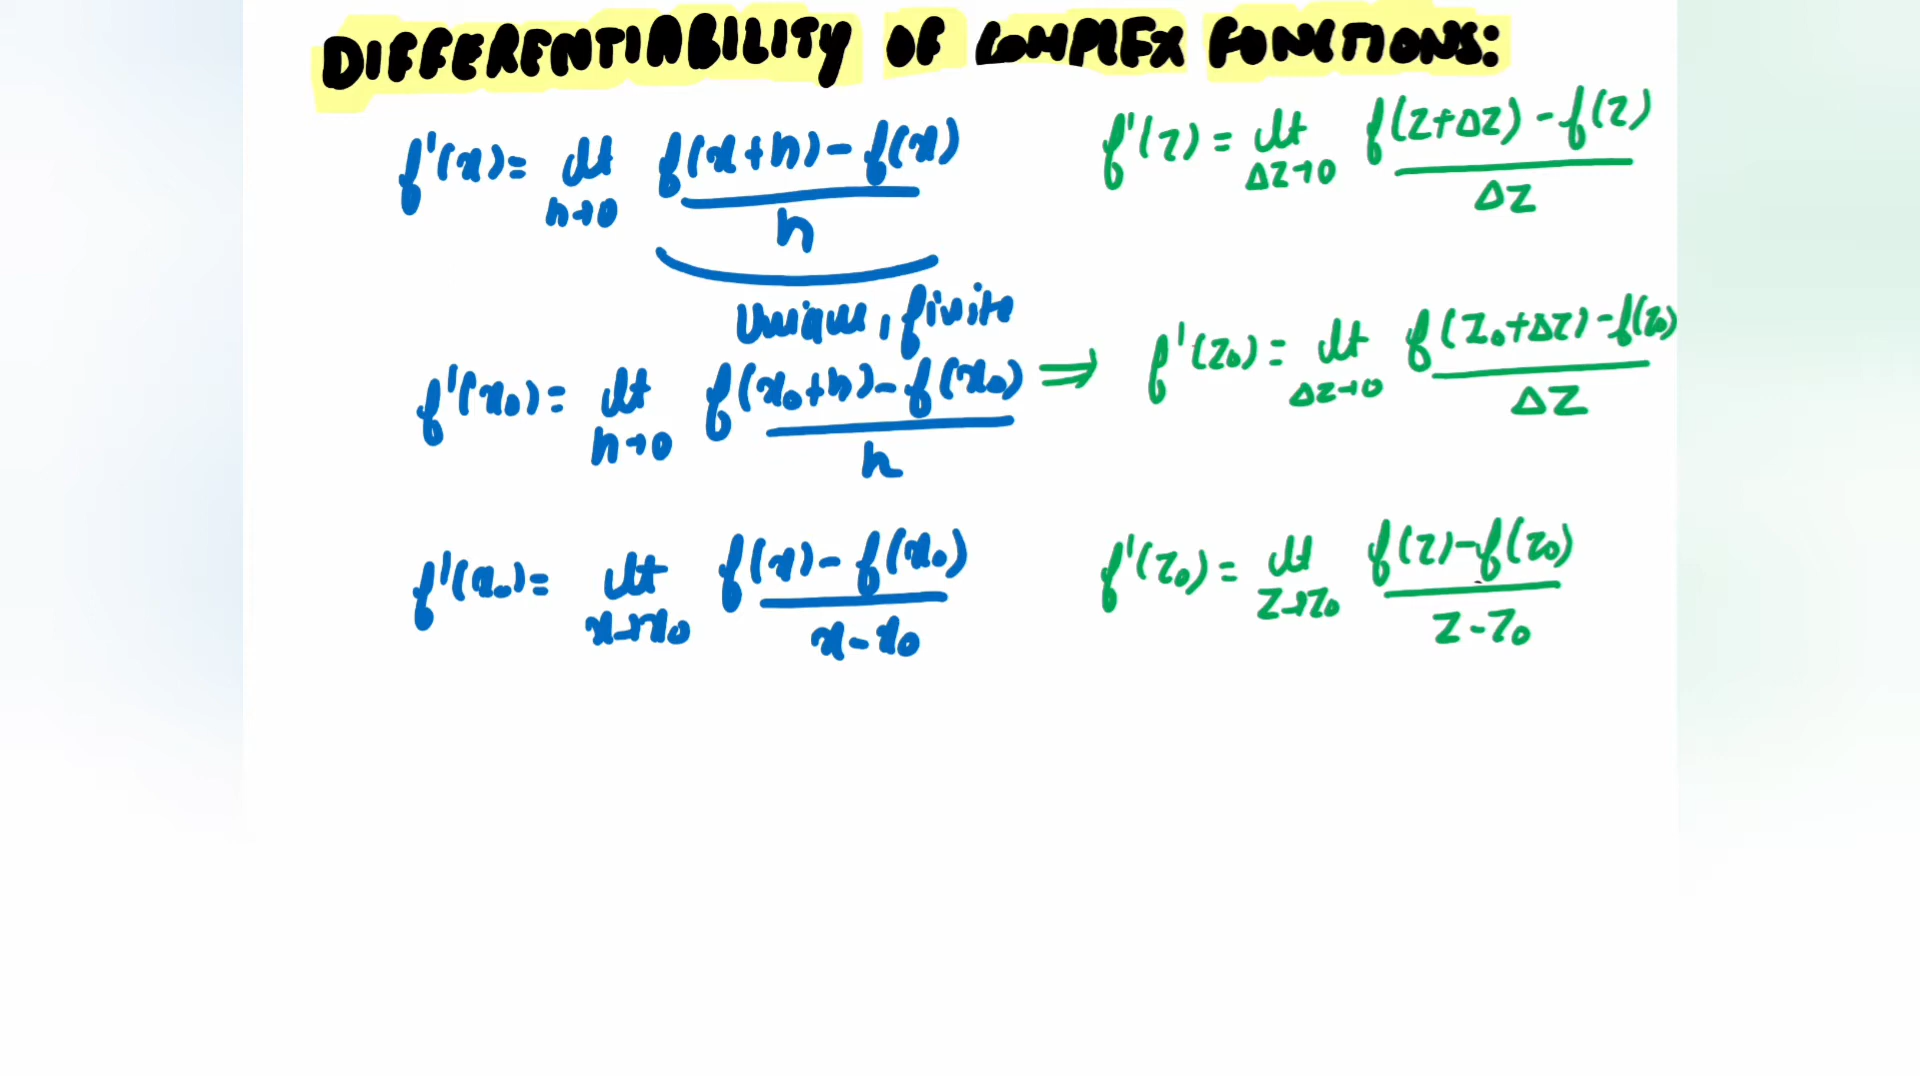 DIFFERENTIABILITY OF COMPLEX FUNCTIONS:
f'(x) = lt h→0 f(x+h) - f(x) / h
unique, finite
f'(x₀) = lt h→0 f(x₀+h) - f(x₀) / h
f'(x₀) = lt x→x₀ f(x) - f(x₀) / x - x₀
f'(z) = lt Δz→0 f(z+Δz) - f(z) / Δz
⇒ f'(z₀) = lt Δz→0 f(z₀+Δz) - f(z₀) / Δz
f'(z₀) = lt z→z₀ f(z) - f(z₀) / z - z₀